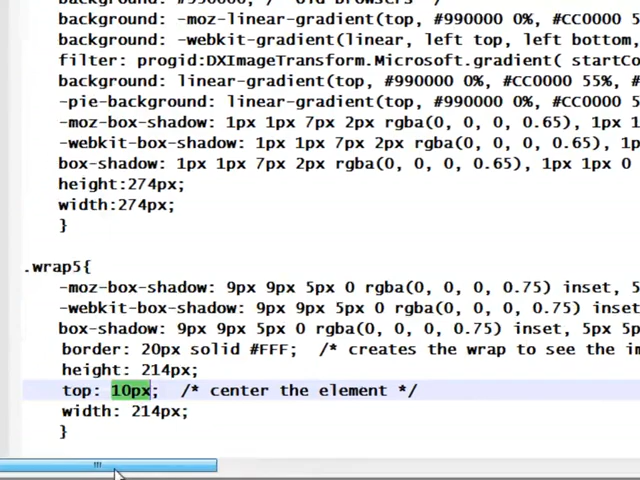 background: #990000; /* Old browsers */
background: -moz-linear-gradient(top, #990000 0%, #CC0000 5
background: -webkit-gradient(linear, left top, left bottom,
filter: progid:DXImageTransform.Microsoft.gradient( startCo
background: linear-gradient(top, #990000 0%, #CC0000 55%, #
-pie-background: linear-gradient(top, #990000 0%, #CC0000 5
-moz-box-shadow: 1px 1px 7px 2px rgba(0, 0, 0, 0.65), 1px 1
-webkit-box-shadow: 1px 1px 7px 2px rgba(0, 0, 0, 0.65), 1
box-shadow: 1px 1px 7px 2px rgba(0, 0, 0, 0.65), 1px 1px 0
height:274px;
width:274px;
}
.wrap5{
-moz-box-shadow: 9px 9px 5px 0 rgba(0, 0, 0, 0.75) inset, 5
-webkit-box-shadow: 9px 9px 5px 0 rgba(0, 0, 0, 0.75) inset
box-shadow: 9px 9px 5px 0 rgba(0, 0, 0, 0.75) inset, 5px 5p
border: 20px solid #FFF; /* creates the wrap to see the im
height: 214px;
top: 10px; /* center the element */
width: 214px;
}